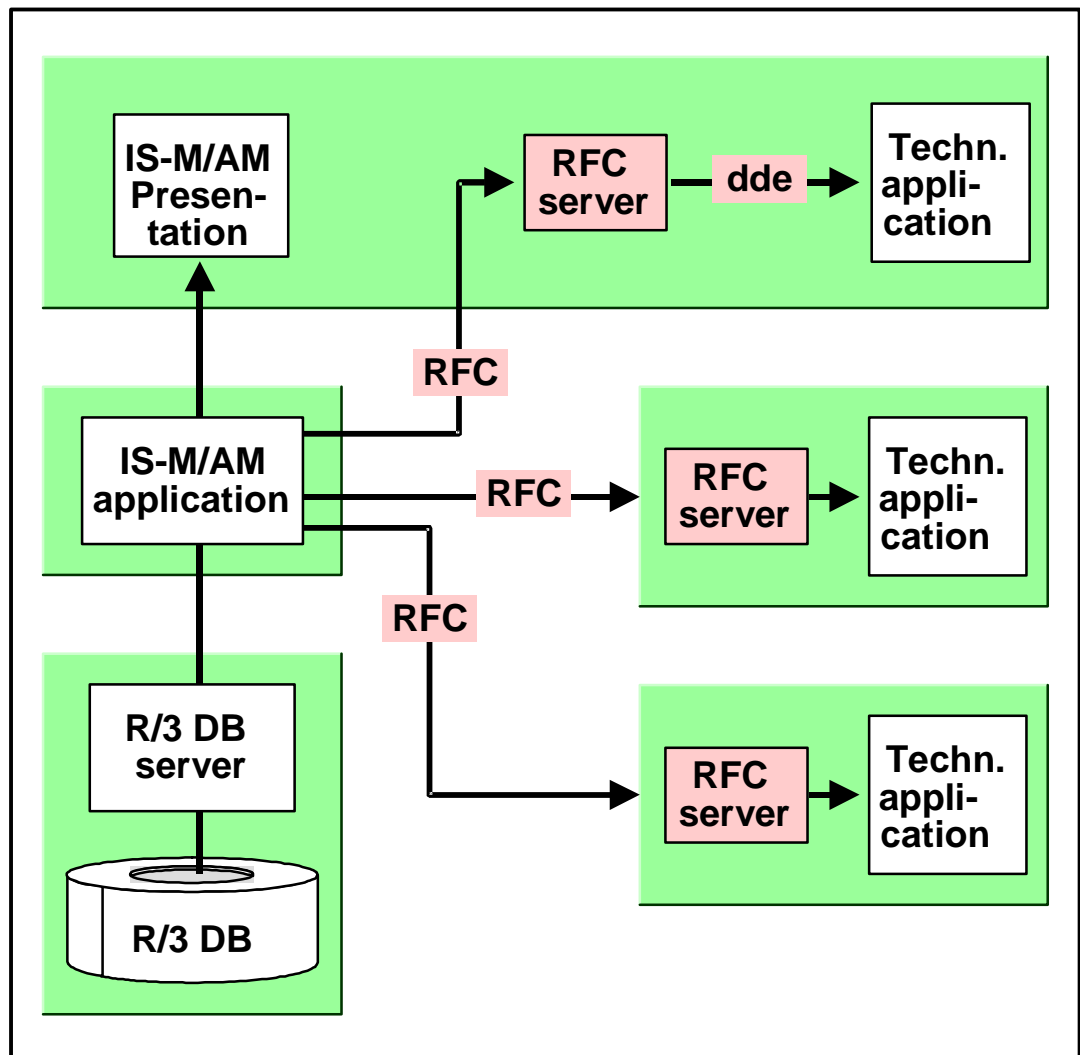 IS-M/AM
Presen-
tation
RFC
server
dde
Techn.
appli-
cation
RFC
IS-M/AM
application
RFC
RFC
server
Techn.
appli-
cation
RFC
R/3 DB
server
RFC
server
Techn.
appli-
cation
R/3 DB